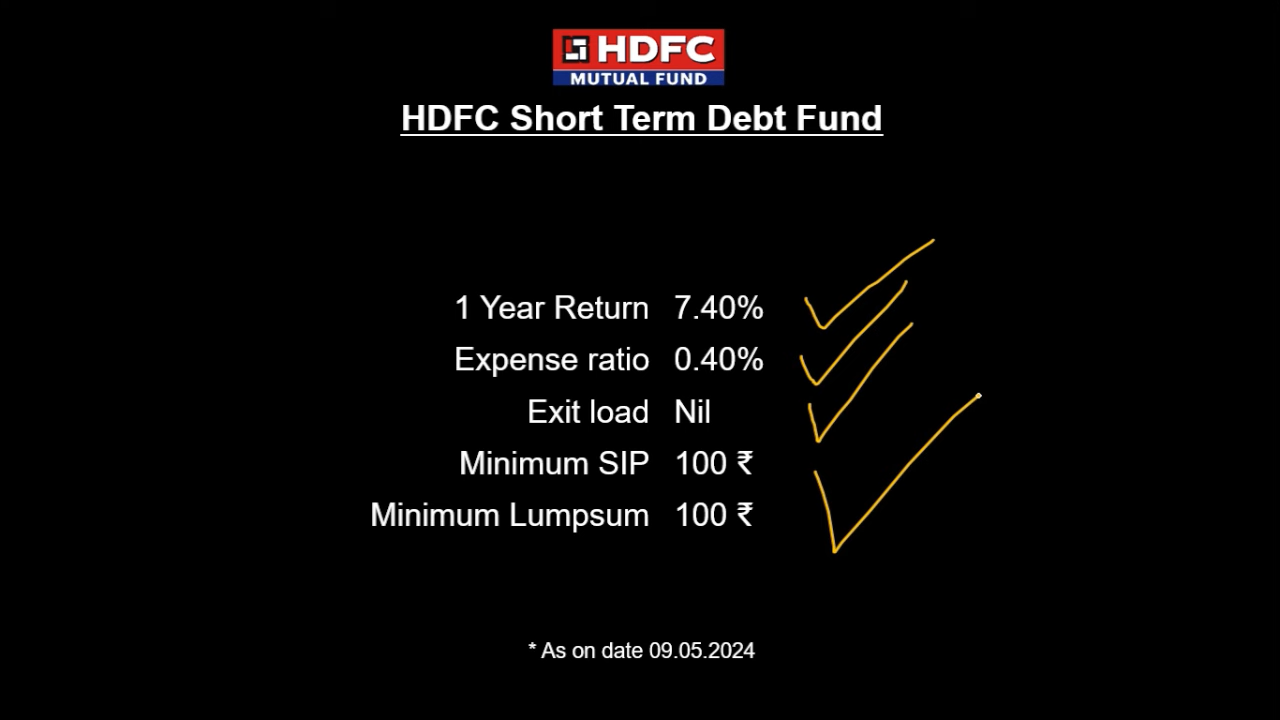 HDFC
MUTUAL FUND
HDFC Short Term Debt Fund
1 Year Return 7.40%
Expense ratio 0.40%
Exit load Nil
Minimum SIP 100 ₹
Minimum Lumpsum 100 ₹
* As on date 09.05.2024